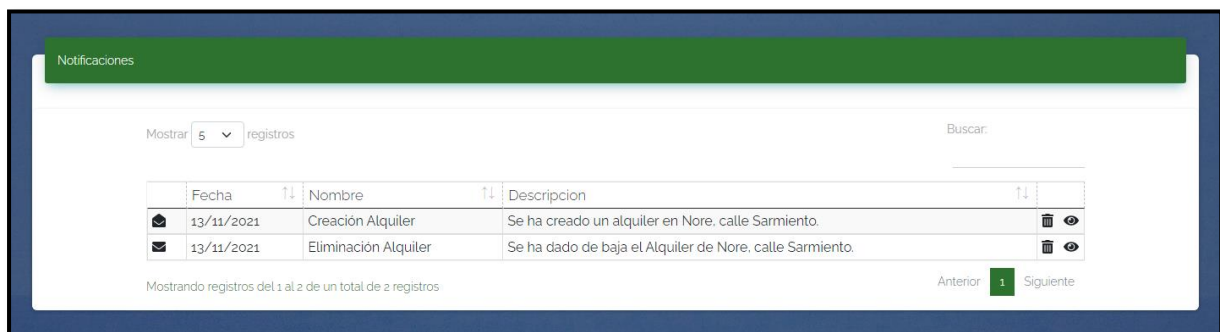 Notificaciones
Mostrar 5 registros
Buscar:
Fecha Nombre Descripcion
13/11/2021 Creación Alquiler Se ha creado un alquiler en Nore, calle Sarmiento.
13/11/2021 Eliminación Alquiler Se ha dado de baja el Alquiler de Nore, calle Sarmiento.
Mostrando registros del 1 al 2 de un total de 2 registros
Anterior 1 Siguiente